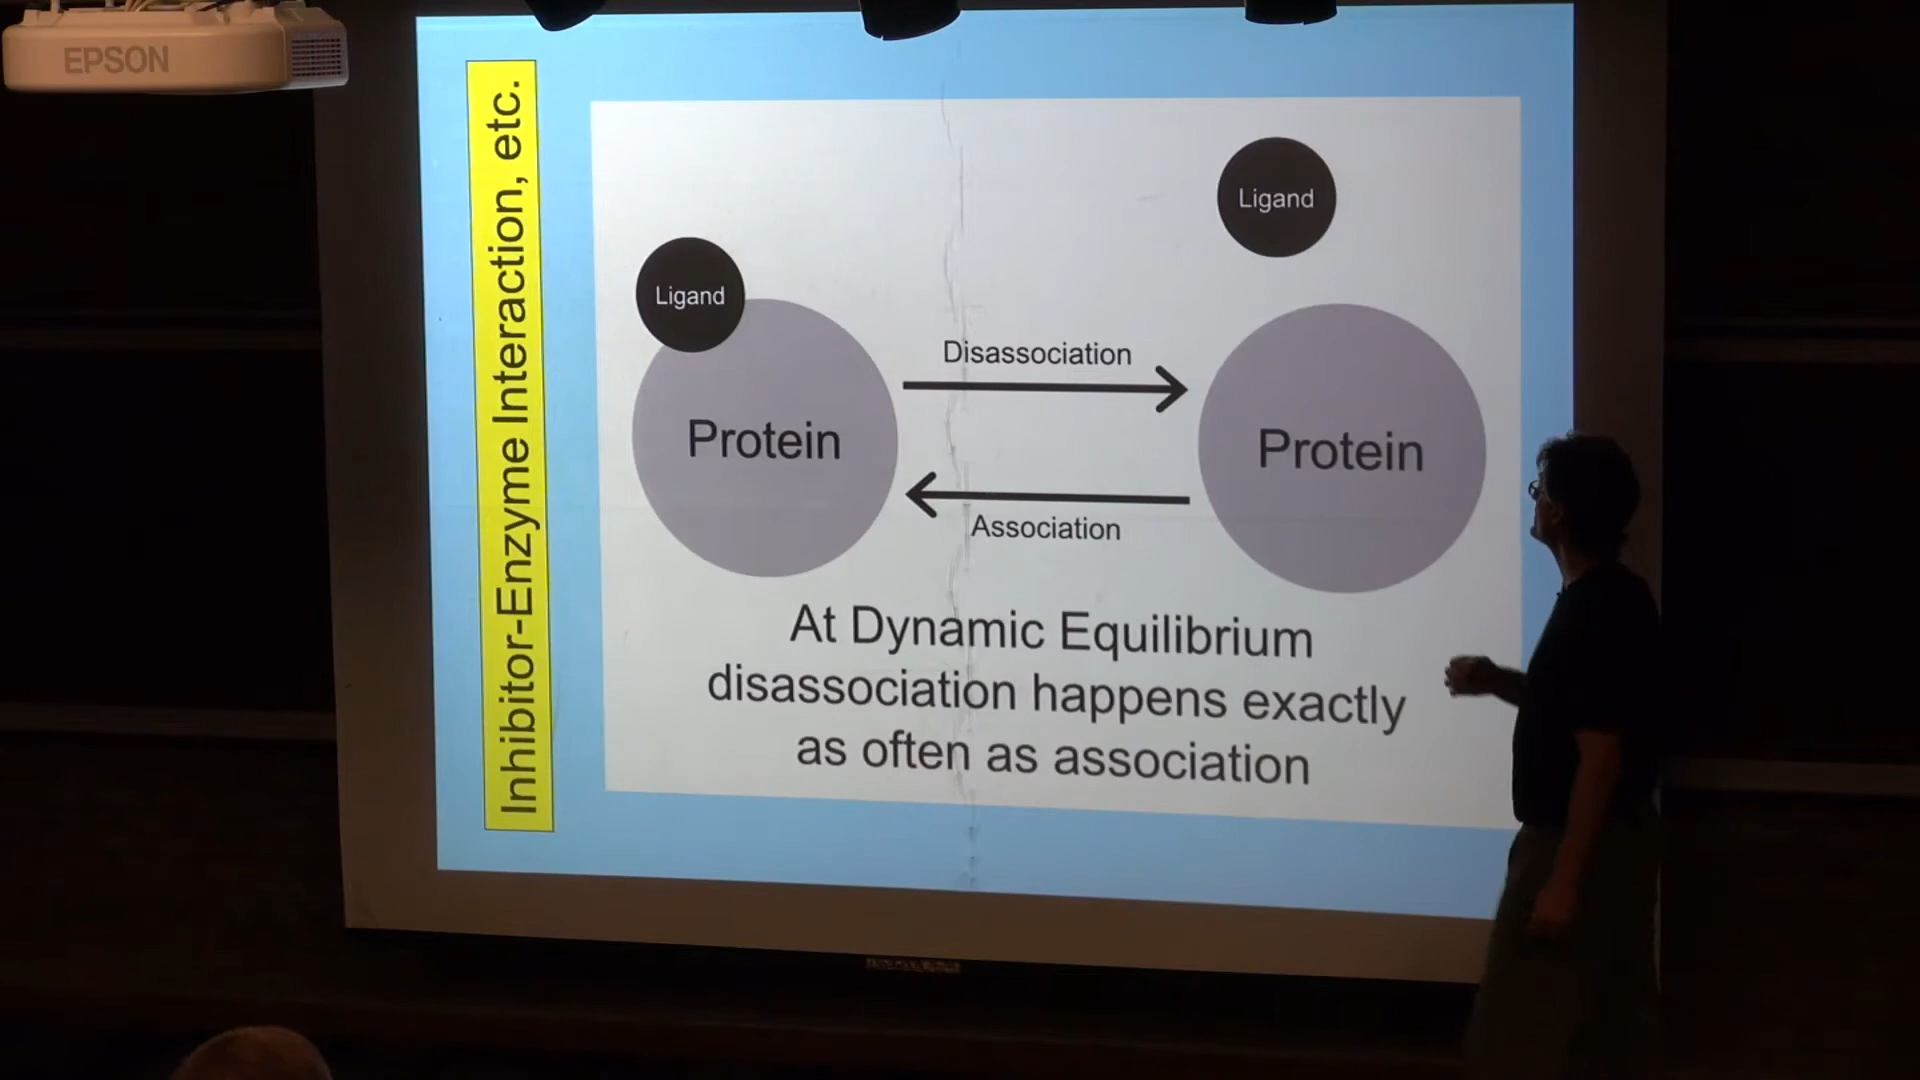 EPSON
Inhibitor-Enzyme Interaction, etc.
Ligand
Ligand
Disassociation
Protein
Protein
Association
At Dynamic Equilibrium
disassociation happens exactly
as often as association